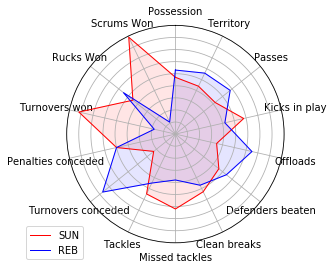 Possession
Scrums Won
Territory
Rucks Won
Passes
Turnovers won
Kicks in play
Penalties conceded
Offloads
Turnovers conceded
Defenders beaten
Tackles
Clean breaks
Missed tackles
SUN
REB